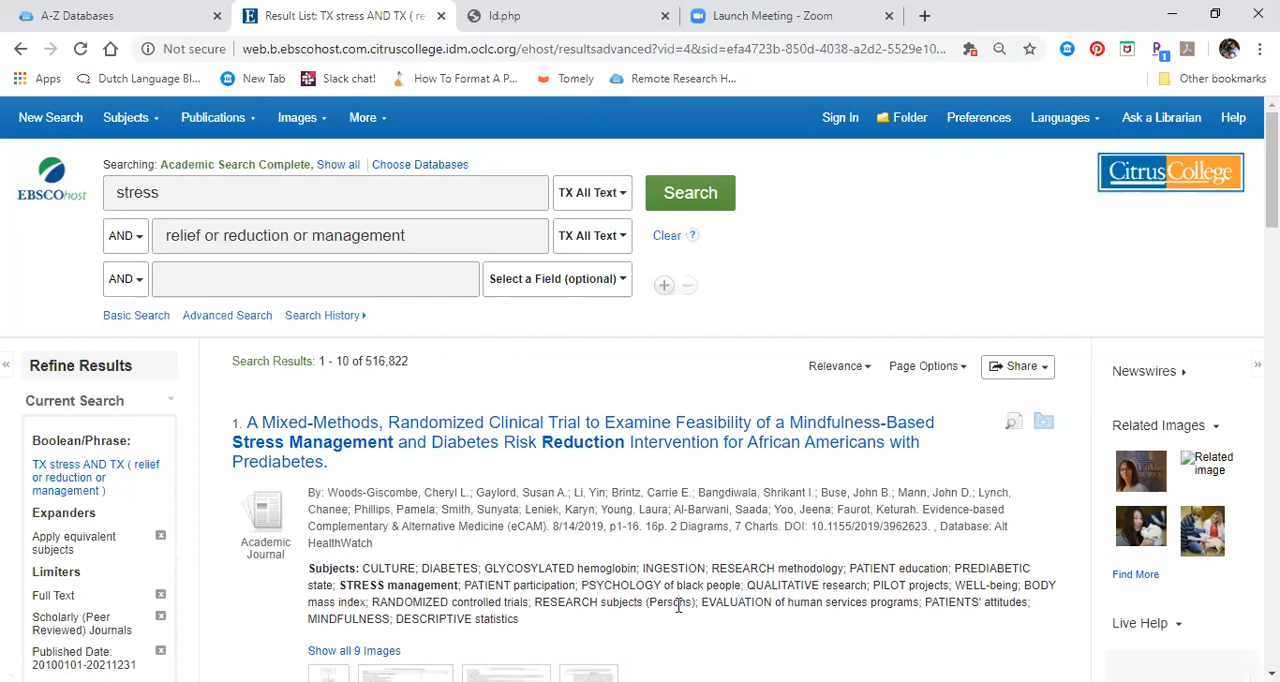 A-Z Databases
Result List: TX stress AND TX ( re
ld.php
Launch Meeting - Zoom
Not secure
web.b.ebscohost.com.citruscollege.idm.oclc.org/ehost/resultsadvanced?vid=4&sid=efa4723b-850d-4038-a2d2-5529e10...
Apps
Dutch Language Bl...
New Tab
Slack chat!
How To Format A P...
Tomely
Remote Research H...
Other bookmarks
New Search
Subjects
Publications
Images
More
Sign In
Folder
Preferences
Languages
Ask a Librarian
Help
EBSCOhost
Searching: Academic Search Complete, Show all | Choose Databases
stress
TX All Text
Search
AND
relief or reduction or management
TX All Text
Clear ?
AND
Select a Field (optional)
Basic Search
Advanced Search
Search History
CitrusCollege
Refine Results
Current Search
Boolean/Phrase:
TX stress AND TX ( relief
or reduction or
management )
Expanders
Apply equivalent
subjects
Limiters
Full Text
Scholarly (Peer
Reviewed) Journals
Published Date:
20100101-20211231
Search Results: 1 - 10 of 516,822
Relevance
Page Options
Share
1. A Mixed-Methods, Randomized Clinical Trial to Examine Feasibility of a Mindfulness-Based
Stress Management and Diabetes Risk Reduction Intervention for African Americans with
Prediabetes.
Academic
Journal
By: Woods-Giscombe, Cheryl L.; Gaylord, Susan A.; Li, Yin; Brintz, Carrie E.; Bangdiwala, Shrikant I.; Buse, John B.; Mann, John D.; Lynch,
Chanee; Phillips, Pamela; Smith, Sunyata; Leniek, Karyn; Young, Laura; Al-Barwani, Saada; Yoo, Jeena; Faurot, Keturah. Evidence-based
Complementary & Alternative Medicine (eCAM). 8/14/2019, p1-16. 16p. 2 Diagrams, 7 Charts. DOI: 10.1155/2019/3962623. , Database: Alt
HealthWatch
Subjects: CULTURE; DIABETES; GLYCOSYLATED hemoglobin; INGESTION; RESEARCH methodology; PATIENT education; PREDIABETIC
state; STRESS management; PATIENT participation; PSYCHOLOGY of black people; QUALITATIVE research; PILOT projects; WELL-being; BODY
mass index; RANDOMIZED controlled trials; RESEARCH subjects (Persons); EVALUATION of human services programs; PATIENTS' attitudes;
MINDFULNESS; DESCRIPTIVE statistics
Show all 9 Images
Newswires
Related Images
Related
image
Find More
Live Help